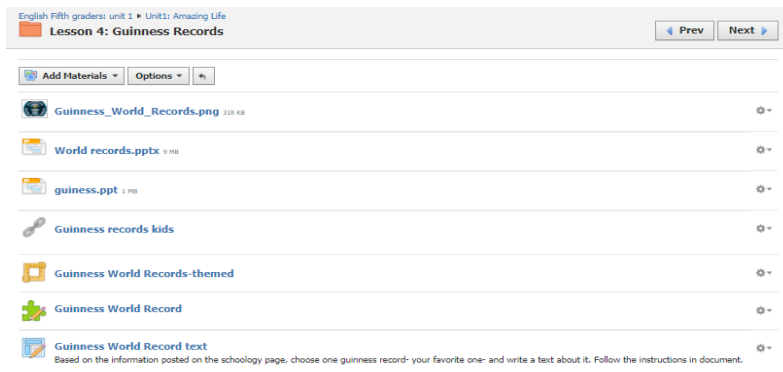 English Fifth graders: unit 1 ▸ Unit1: Amazing Life
Lesson 4: Guinness Records
Prev
Next
Add Materials
Options
Guinness_World_Records.png 318 KB
World records.pptx 9 MB
guiness.ppt 1 MB
Guinness records kids
Guinness World Records-themed
Guinness World Record
Guinness World Record text
Based on the information posted on the schoology page, choose one guinness record- your favorite one- and write a text about it. Follow the instructions in document.